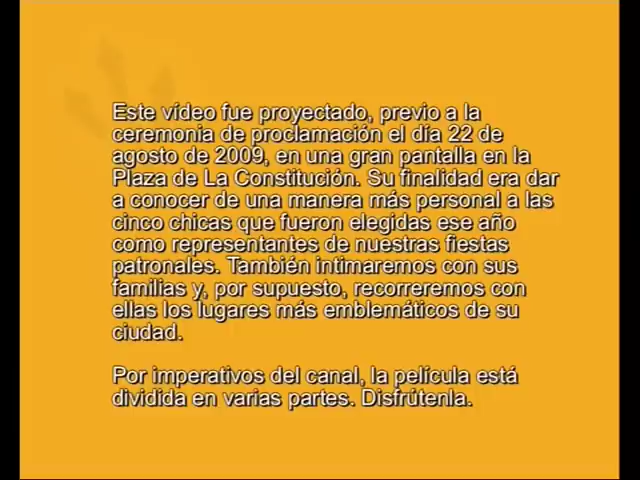 Este vídeo fue proyectado, previo a la
ceremonia de proclamación el día 22 de
agosto de 2009, en una gran pantalla en la
Plaza de La Constitución. Su finalidad era dar
a conocer de una manera más personal a las
cinco chicas que fueron elegidas ese año
como representantes de nuestras fiestas
patronales. También intimaremos con sus
familias y, por supuesto, recorreremos con
ellas los lugares más emblemáticos de su
ciudad.
Por imperativos del canal, la película está
dividida en varias partes. Disfrútenla.